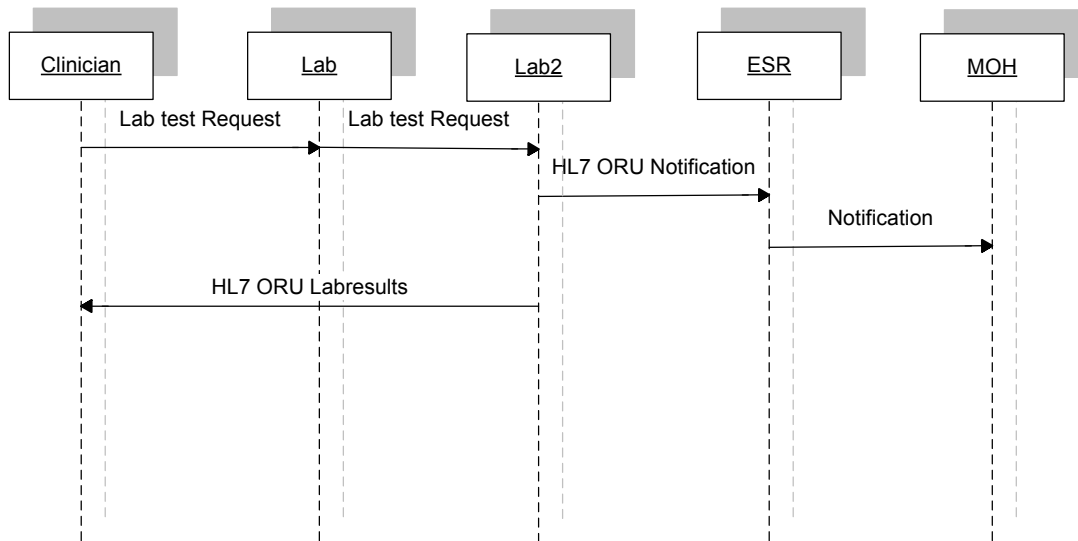 Clinician
Lab
Lab2
ESR
MOH
Lab test Request
Lab test Request
HL7 ORU Notification
Notification
HL7 ORU Labresults